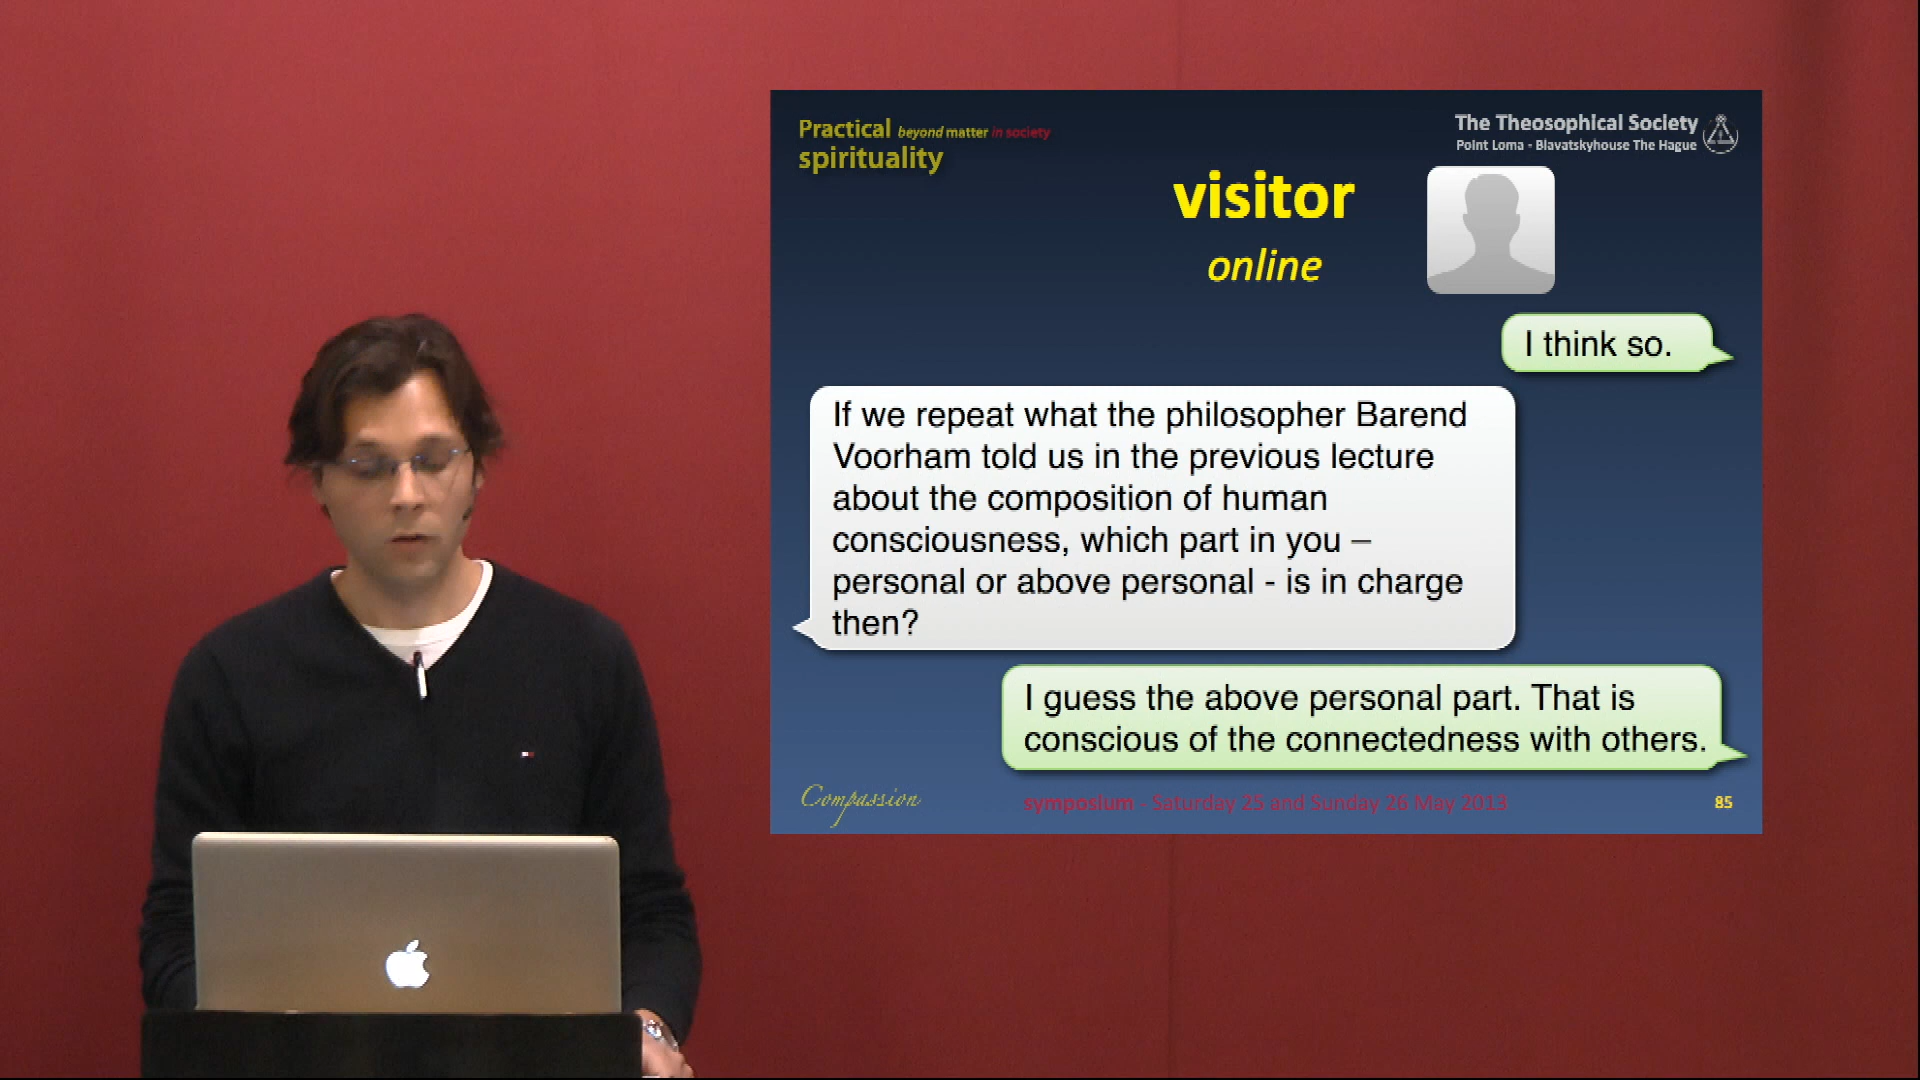 Practical beyond matter in society
spirituality
The Theosophical Society
Point Loma - Blavatskyhouse The Hague
visitor
online
I think so.
If we repeat what the philosopher Barend
Voorham told us in the previous lecture
about the composition of human
consciousness, which part in you –
personal or above personal - is in charge
then?
I guess the above personal part. That is
conscious of the connectedness with others.
Compassion
symposium - Saturday 25 and Sunday 26 May 2013
85